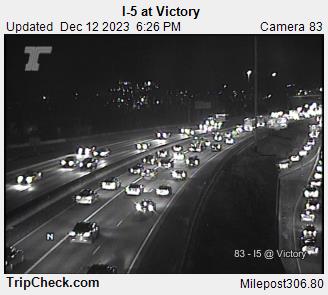 I-5 at Victory
Updated Dec 12 2023 6:26 PM Camera 83
T
N
83 - I5 @ Victory
TripCheck.com Milepost306.80